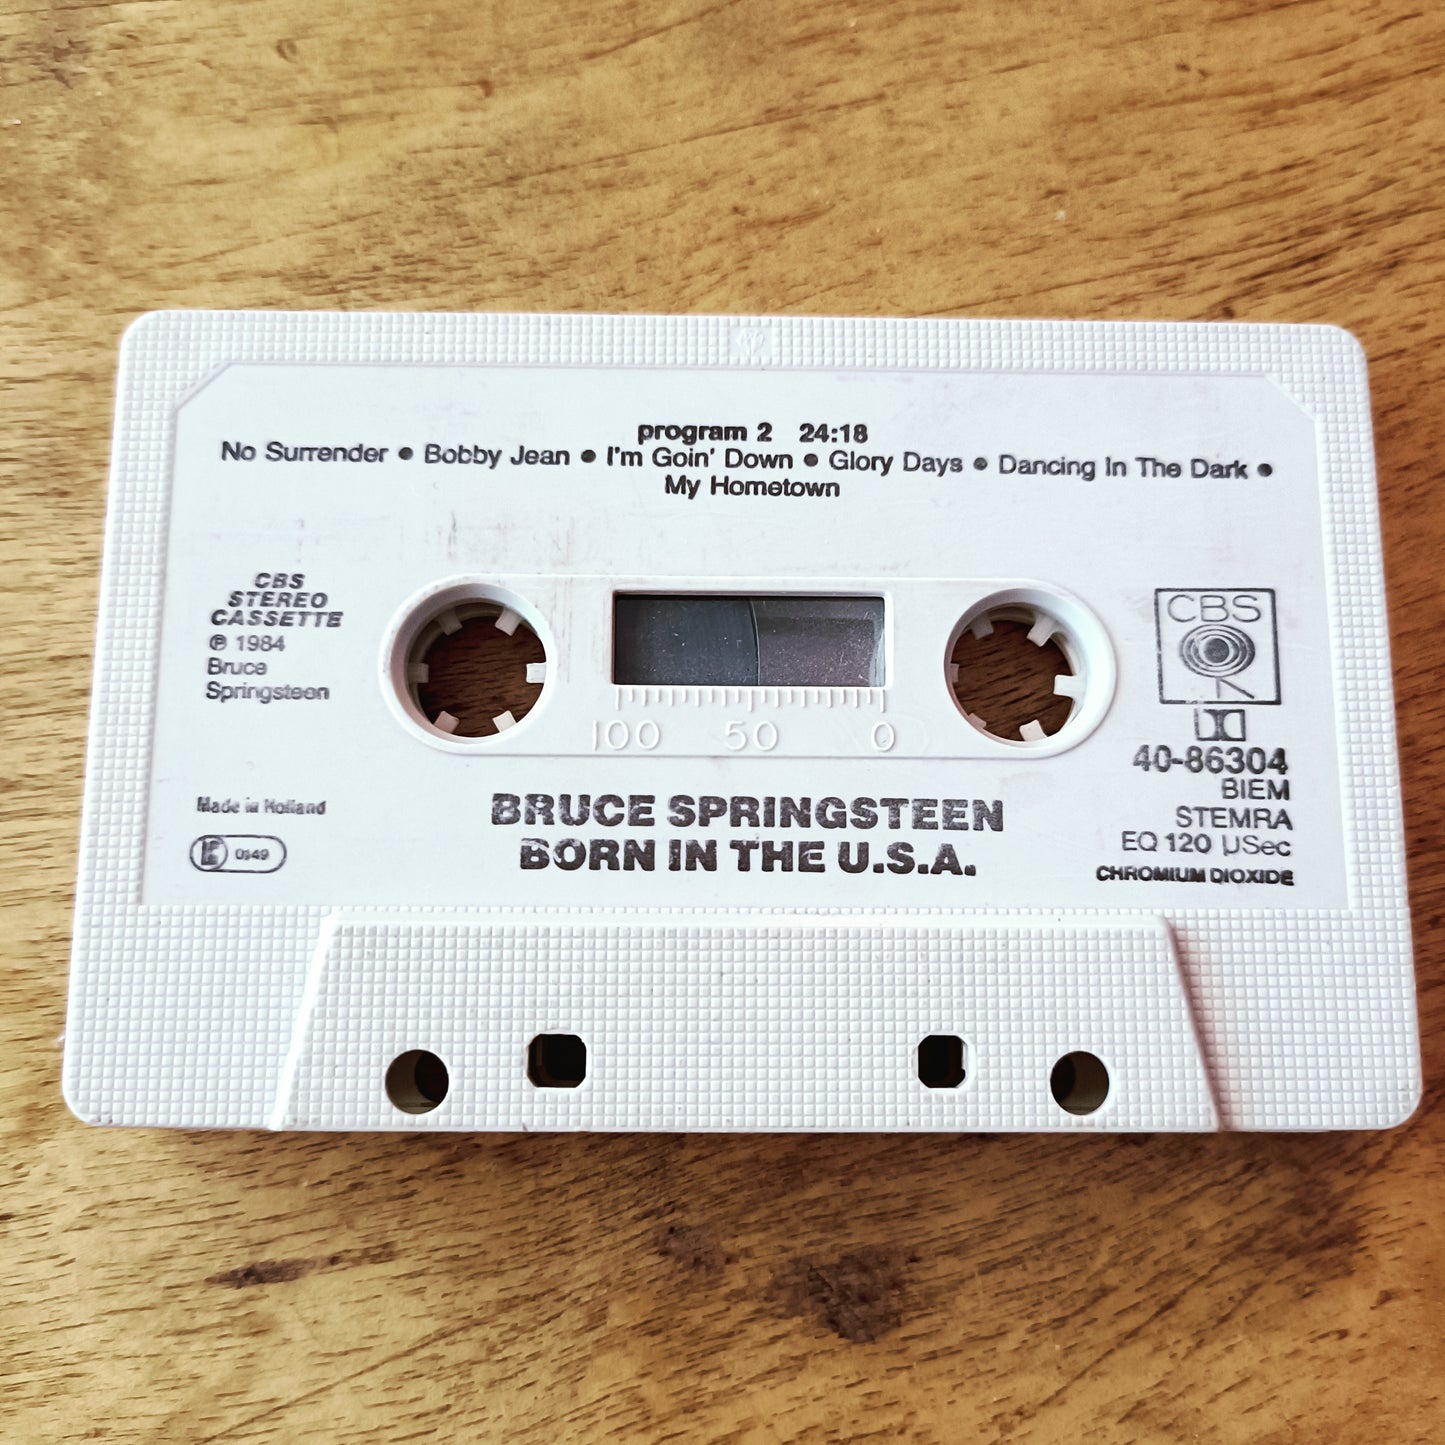 program 2 24:18
No Surrender • Bobby Jean • I'm Goin' Down • Glory Days • Dancing In The Dark •
My Hometown
CBS
STEREO
CASSETTE
℗ 1984
Bruce
Springsteen
Made in Holland
0149
100 50 0
CBS
40-86304
BIEM
STEMRA
EQ 120 µSec
CHROMIUM DIOXIDE
BRUCE SPRINGSTEEN
BORN IN THE U.S.A.